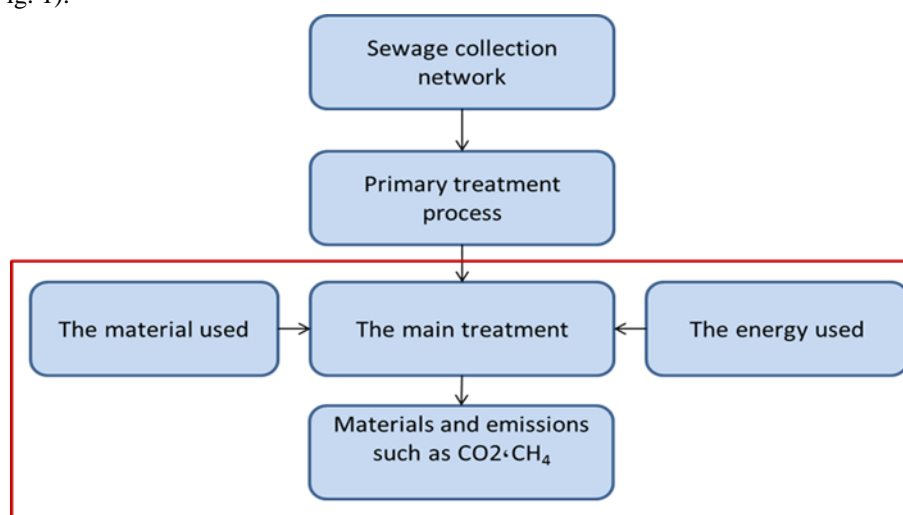 ig. 1).
Sewage collection
network
Primary treatment
process
The material used
The main treatment
The energy used
Materials and emissions
such as CO2،CH₄